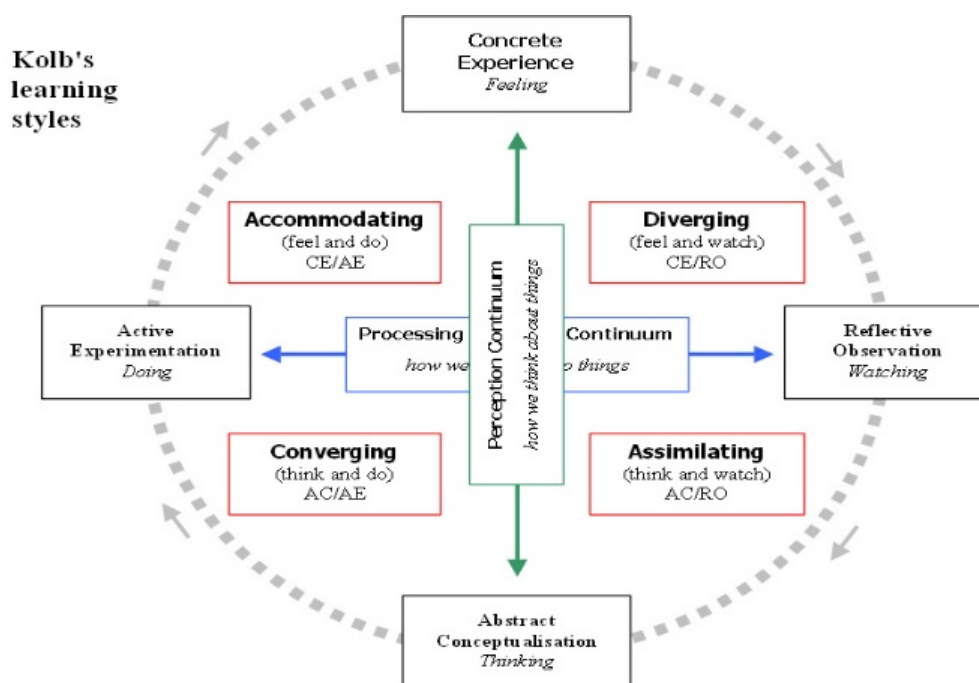 Kolb's
learning
styles
Concrete
Experience
Feeling
Accommodating
(feel and do)
CE/AE
Diverging
(feel and watch)
CE/RO
Perception Continuum
how we think about things
Active
Experimentation
Doing
Processing Continuum
how we o things
Reflective
Observation
Watching
Converging
(think and do)
AC/AE
Assimilating
(think and watch)
AC/RO
Abstract
Conceptualisation
Thinking